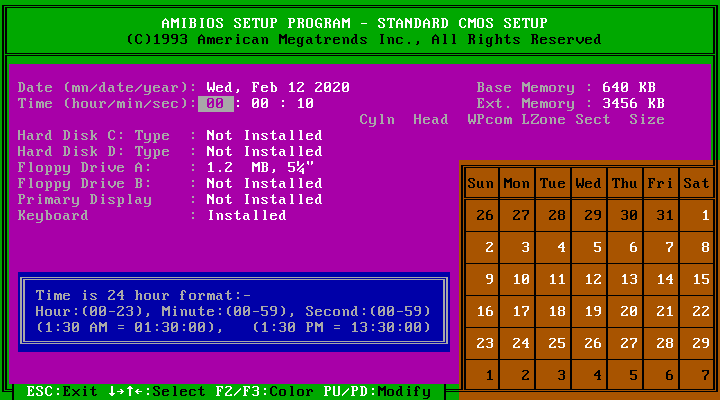 AMIBIOS SETUP PROGRAM - STANDARD CMOS SETUP
(C)1993 American Megatrends Inc., All Rights Reserved
Date (mn/date/year): Wed, Feb 12 2020 Base Memory : 640 KB
Time (hour/min/sec): 00 : 00 : 10 Ext. Memory : 3456 KB
Cyln Head WPcom LZone Sect Size
Hard Disk C: Type : Not Installed
Hard Disk D: Type : Not Installed
Floppy Drive A: : 1.2 MB, 5¼"
Floppy Drive B: : Not Installed
Primary Display : Not Installed
Keyboard : Installed
Sun Mon Tue Wed Thu Fri Sat
26 27 28 29 30 31 1
2 3 4 5 6 7 8
9 10 11 12 13 14 15
16 17 18 19 20 21 22
23 24 25 26 27 28 29
1 2 3 4 5 6 7
Time is 24 hour format:-
Hour:(00-23), Minute:(00-59), Second:(00-59)
(1:30 AM = 01:30:00), (1:30 PM = 13:30:00)
ESC:Exit ↓→↑←:Select F2/F3:Color PU/PD:Modify